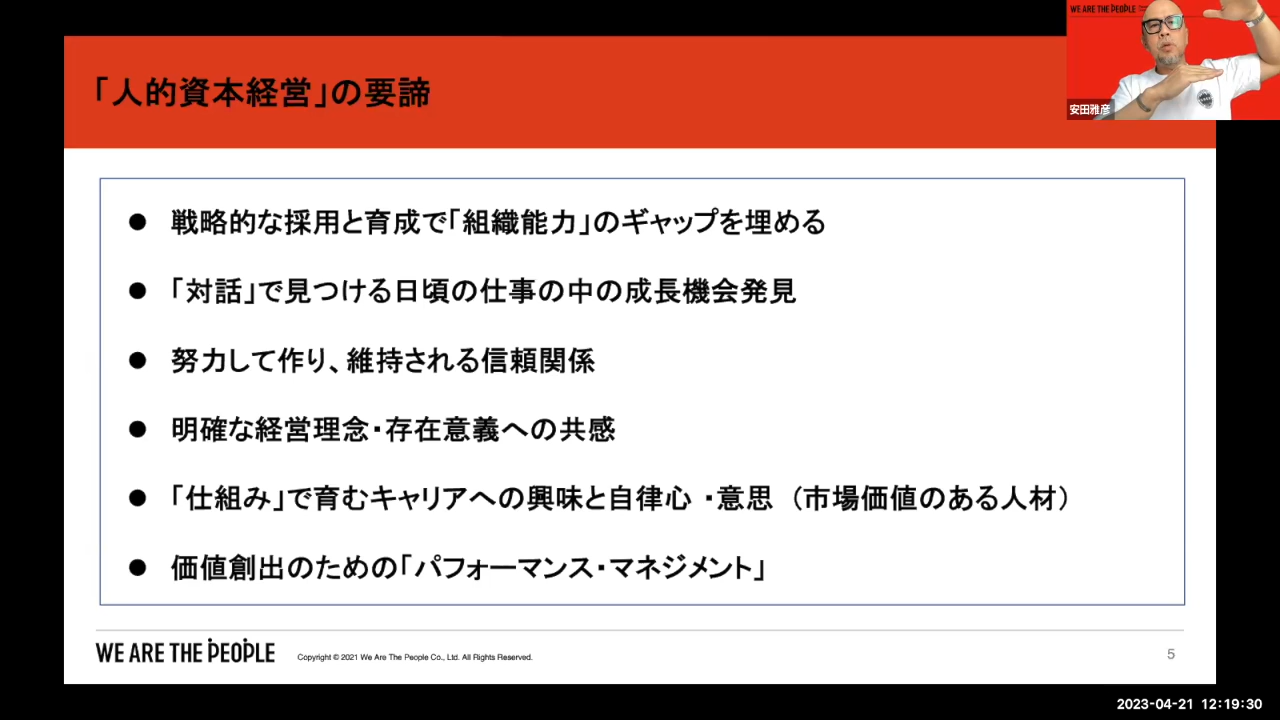 「人的資本経営」の要諦
WE ARE THE PEOPLE
安田雅彦
● 戦略的な採用と育成で「組織能力」のギャップを埋める
● 「対話」で見つける日頃の仕事の中の成長機会発見
● 努力して作り、維持される信頼関係
● 明確な経営理念・存在意義への共感
● 「仕組み」で育むキャリアへの興味と自律心 ・意思 （市場価値のある人材）
● 価値創出のための「パフォーマンス・マネジメント」
WE ARE THE PEOPLE
Copyright © 2021 We Are The People Co., Ltd. All Rights Reserved.
5
2023-04-21 12:19:30